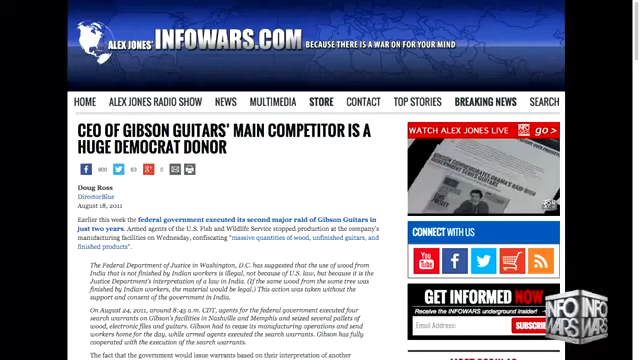 ALEX JONES' INFOWARS.COM BECAUSE THERE IS A WAR ON FOR YOUR MIND
HOME ALEX JONES RADIO SHOW NEWS MULTIMEDIA STORE CONTACT TOP STORIES BREAKING NEWS SEARCH
CEO OF GIBSON GUITARS' MAIN COMPETITOR IS A
HUGE DEMOCRAT DONOR
Doug Ross
DirectorBlue
August 18, 2011
Earlier this week the federal government executed its second major raid of Gibson Guitars in
just two years. Armed agents of the U.S. Fish and Wildlife Service stopped production at the company's
manufacturing facilities on Wednesday, confiscating "massive quantities of wood, unfinished guitars, and
finished products".
The Federal Department of Justice in Washington, D.C. has suggested that the use of wood from
India that is not finished by Indian workers is illegal, not because of U.S. law, but because it is the
Justice Department's interpretation of a law in India. (If the same wood from the same tree was
finished by Indian workers, the material would be legal.) This action was taken without the
support and consent of the government in India.
On August 24, 2011, around 8:45 a.m. CDT, agents for the federal government executed four
search warrants on Gibson's facilities in Nashville and Memphis and seized several pallets of
wood, electronic files and guitars. Gibson had to cease its manufacturing operations and send
workers home for the day, while armed agents executed the search warrants. Gibson has fully
cooperated with the execution of the search warrants.
The fact that the government would issue warrants based on their interpretation of another
WATCH ALEX JONES LIVE go >
CONNECT WITH US
You
Tube
GET INFORMED NOW
Receive the INFOWARS underground insider!
Email Address SUBSCRIBE
INFO INFO
WARS WARS